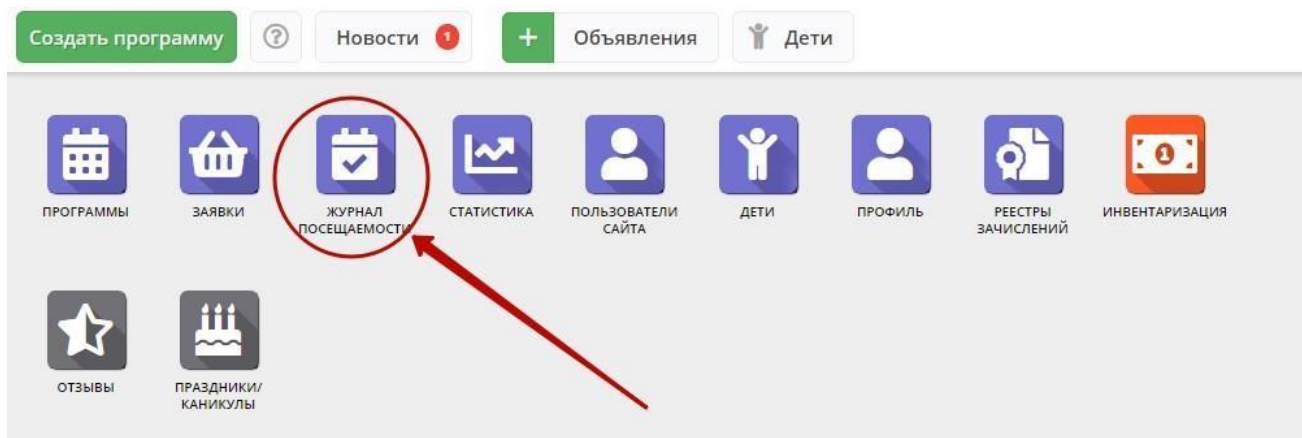 Создать программу
?
Новости 1
+ Объявления
Дети
ПРОГРАММЫ
ЗАЯВКИ
ЖУРНАЛ
ПОСЕЩАЕМОСТИ
СТАТИСТИКА
ПОЛЬЗОВАТЕЛИ
САЙТА
ДЕТИ
ПРОФИЛЬ
РЕЕСТРЫ
ЗАЧИСЛЕНИЙ
1
ИНВЕНТАРИЗАЦИЯ
ОТЗЫВЫ
ПРАЗДНИКИ/
КАНИКУЛЫ